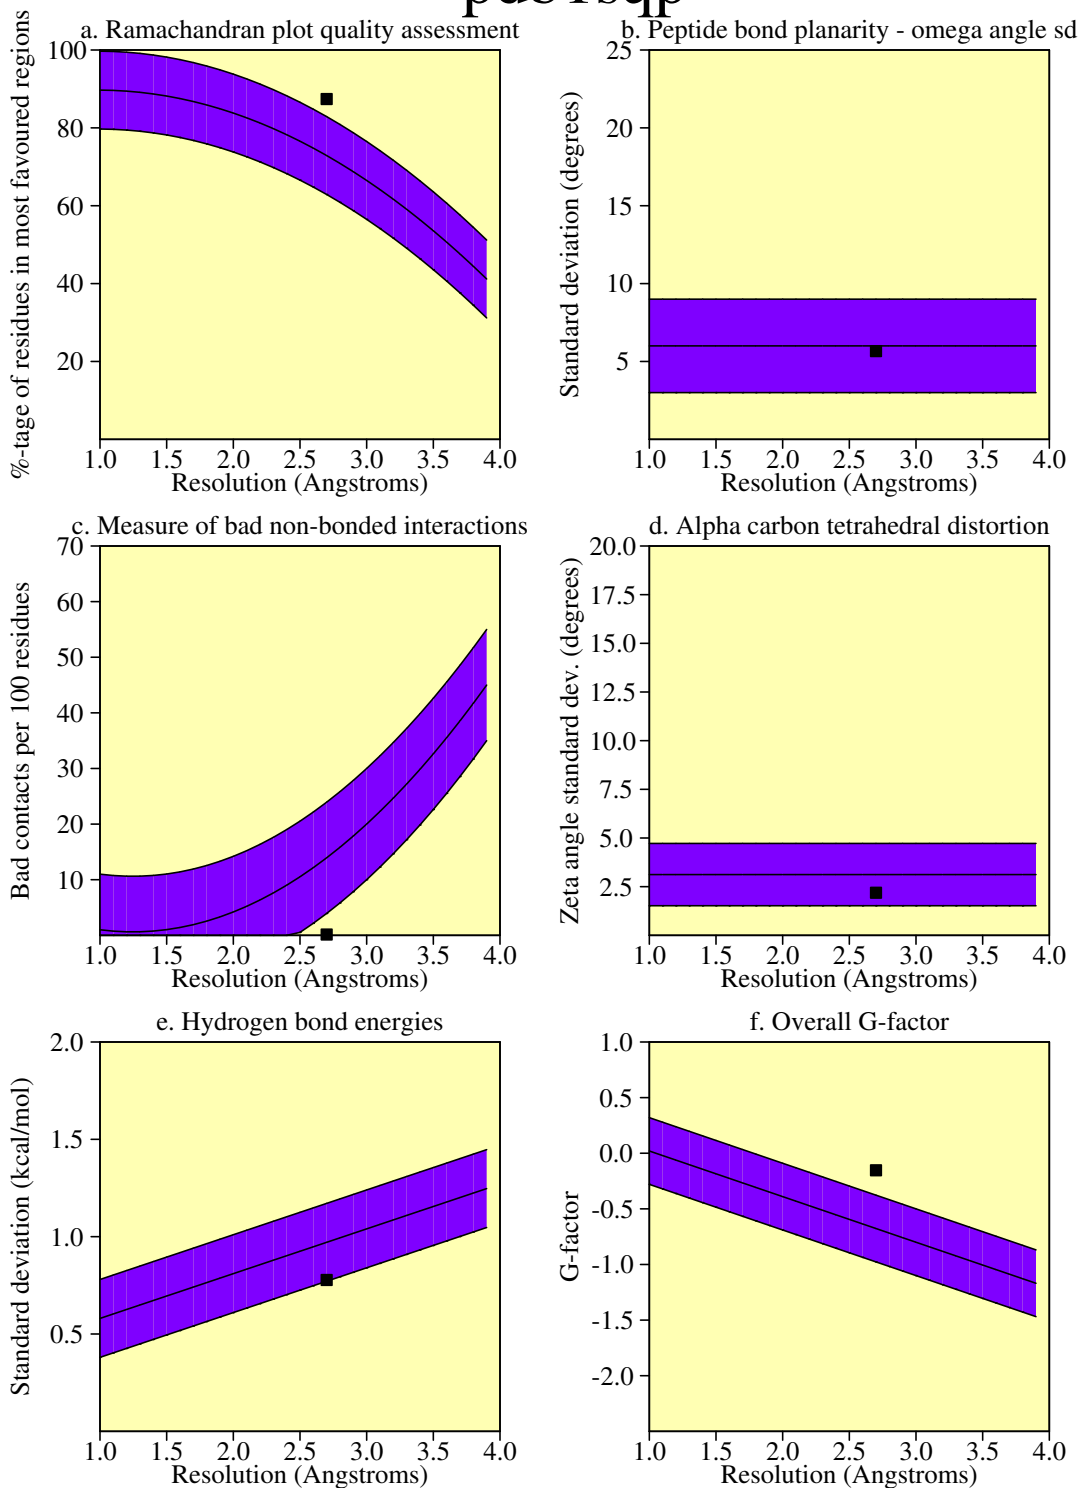 pdb1sqp
a. Ramachandran plot quality assessment
%-tage of residues in most favoured regions
100
80
60
40
20
1.0 1.5 2.0 2.5 3.0 3.5 4.0
Resolution (Angstroms)
b. Peptide bond planarity - omega angle sd
Standard deviation (degrees)
25
20
15
10
5
1.0 1.5 2.0 2.5 3.0 3.5 4.0
Resolution (Angstroms)
c. Measure of bad non-bonded interactions
Bad contacts per 100 residues
70
60
50
40
30
20
10
1.0 1.5 2.0 2.5 3.0 3.5 4.0
Resolution (Angstroms)
d. Alpha carbon tetrahedral distortion
Zeta angle standard dev. (degrees)
20.0
17.5
15.0
12.5
10.0
7.5
5.0
2.5
1.0 1.5 2.0 2.5 3.0 3.5 4.0
Resolution (Angstroms)
e. Hydrogen bond energies
Standard deviation (kcal/mol)
2.0
1.5
1.0
0.5
1.0 1.5 2.0 2.5 3.0 3.5 4.0
Resolution (Angstroms)
f. Overall G-factor
G-factor
1.0
0.5
0.0
-0.5
-1.0
-1.5
-2.0
1.0 1.5 2.0 2.5 3.0 3.5 4.0
Resolution (Angstroms)